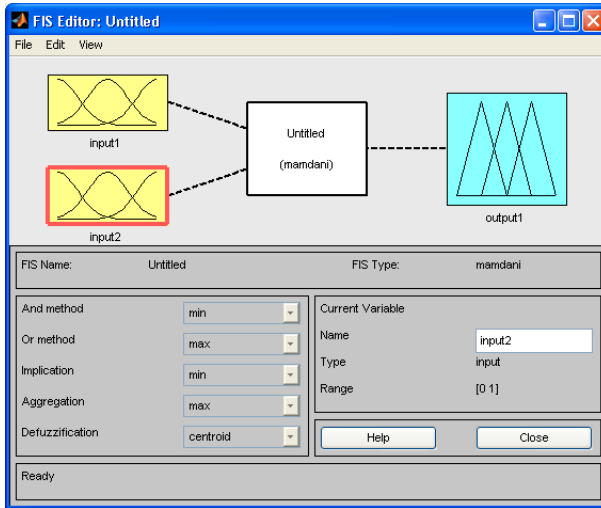 FIS Editor: Untitled
File Edit View
input1
Untitled
(mamdani)
output1
input2
FIS Name: Untitled FIS Type: mamdani
And method min
Or method max
Implication min
Aggregation max
Defuzzification centroid
Current Variable
Name input2
Type input
Range [0 1]
Help Close
Ready